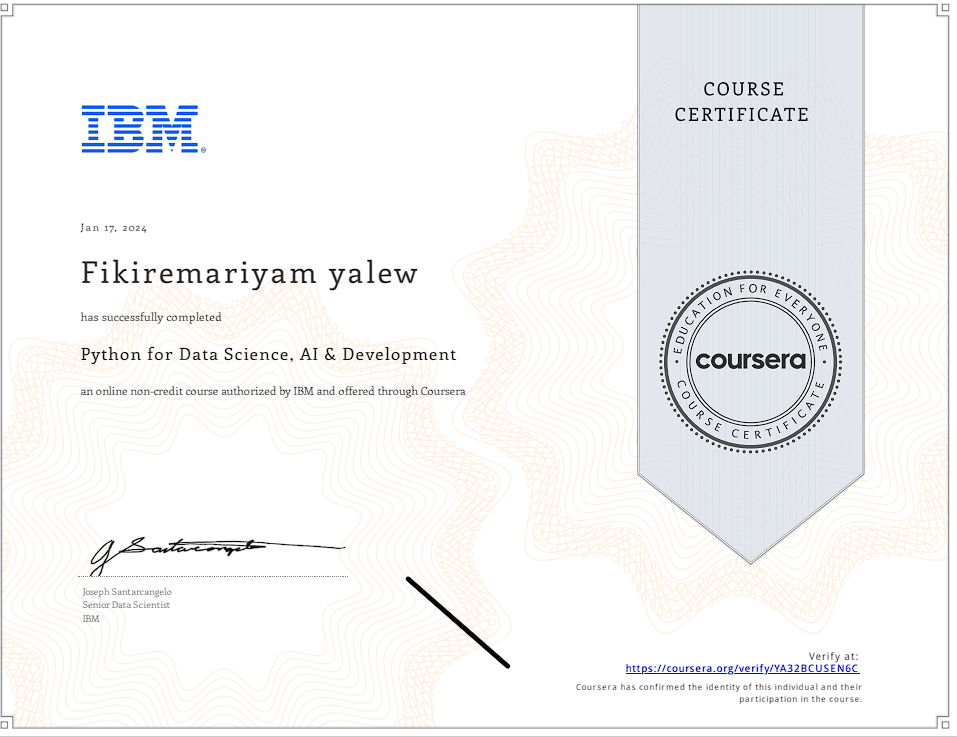 COURSE
CERTIFICATE
IBM®
Jan 17, 2024
Fikiremariyam yalew
has successfully completed
Python for Data Science, AI & Development
an online non-credit course authorized by IBM and offered through Coursera
EDUCATION FOR EVERYONE
coursera
COURSE CERTIFICATE
Joseph Santarcangelo
Senior Data Scientist
IBM
Verify at:
https://coursera.org/verify/YA32BCUSEN6C
Coursera has confirmed the identity of this individual and their
participation in the course.